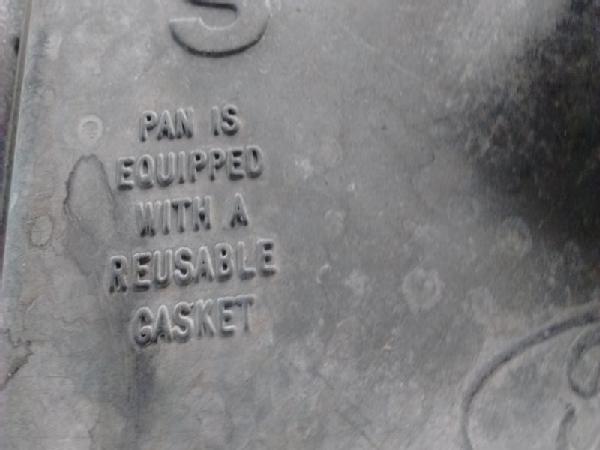 S
PAN IS
EQUIPPED
WITH A
REUSABLE
GASKET